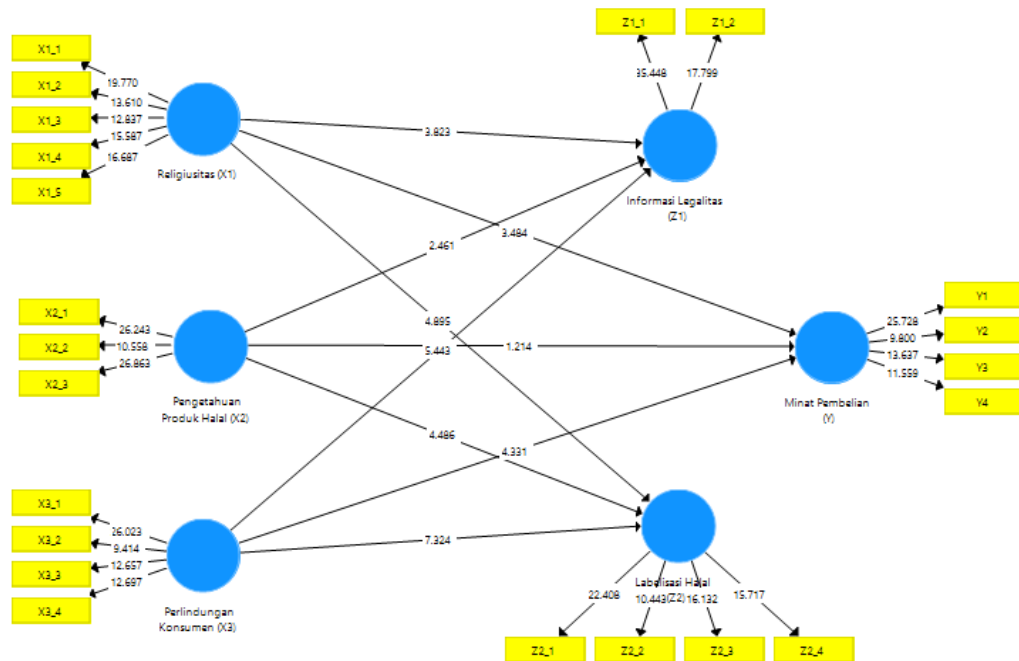 Z1_1
Z1_2
35.448
17.799
X1_1
X1_2
X1_3
X1_4
X1_5
19.770
13.610
12.837
15.587
16.687
Religiusitas (X1)
3.823
Informasi Legalitas
(Z1)
3.484
2.461
X2_1
X2_2
X2_3
26.243
10.558
26.863
Pengetahuan
Produk Halal (X2)
4.895
5.443
1.214
Y1
Y2
Y3
Y4
25.728
9.800
13.637
11.559
Minat Pembelian
(Y)
4.486
4.331
X3_1
X3_2
X3_3
X3_4
26.023
9.414
12.657
12.697
Perlindungan
Konsumen (X3)
7.324
Labelisasi Halal
(Z2)
22.408
10.443
16.132
15.717
Z2_1
Z2_2
Z2_3
Z2_4